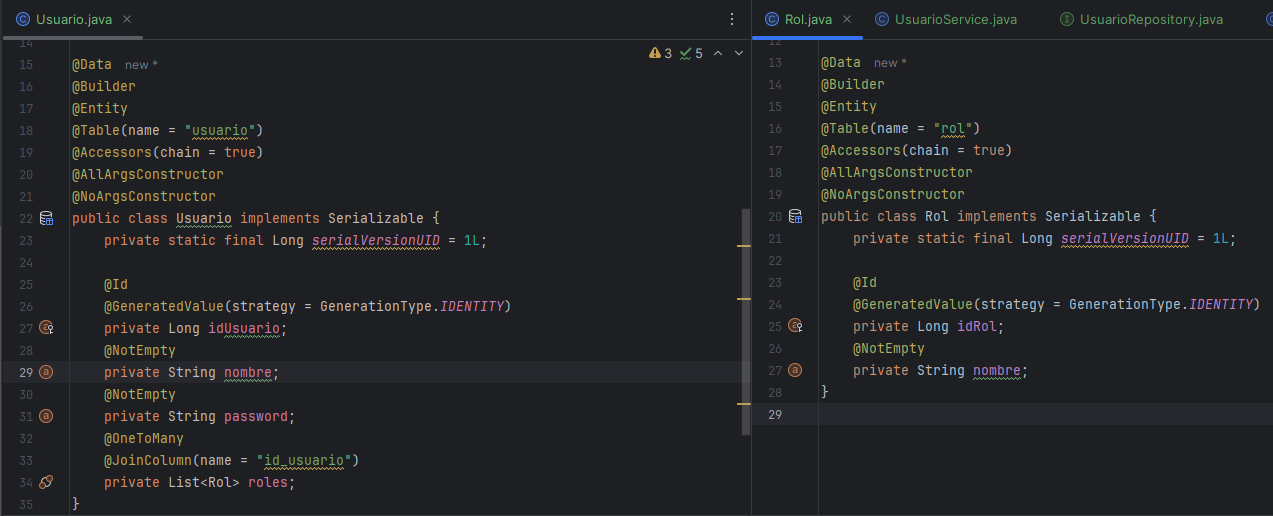 Usuario.java
3 5
14
15 @Data new *
16 @Builder
17 @Entity
18 @Table(name = "usuario")
19 @Accessors(chain = true)
20 @AllArgsConstructor
21 @NoArgsConstructor
22 public class Usuario implements Serializable {
23 private static final Long serialVersionUID = 1L;
24
25 @Id
26 @GeneratedValue(strategy = GenerationType.IDENTITY)
27 private Long idUsuario;
28 @NotEmpty
29 private String nombre;
30 @NotEmpty
31 private String password;
32 @OneToMany
33 @JoinColumn(name = "id_usuario")
34 private List<Rol> roles;
35 }
Rol.java UsuarioService.java UsuarioRepository.java
12
13 @Data new *
14 @Builder
15 @Entity
16 @Table(name = "rol")
17 @Accessors(chain = true)
18 @AllArgsConstructor
19 @NoArgsConstructor
20 public class Rol implements Serializable {
21 private static final Long serialVersionUID = 1L;
22
23 @Id
24 @GeneratedValue(strategy = GenerationType.IDENTITY)
25 private Long idRol;
26 @NotEmpty
27 private String nombre;
28 }
29